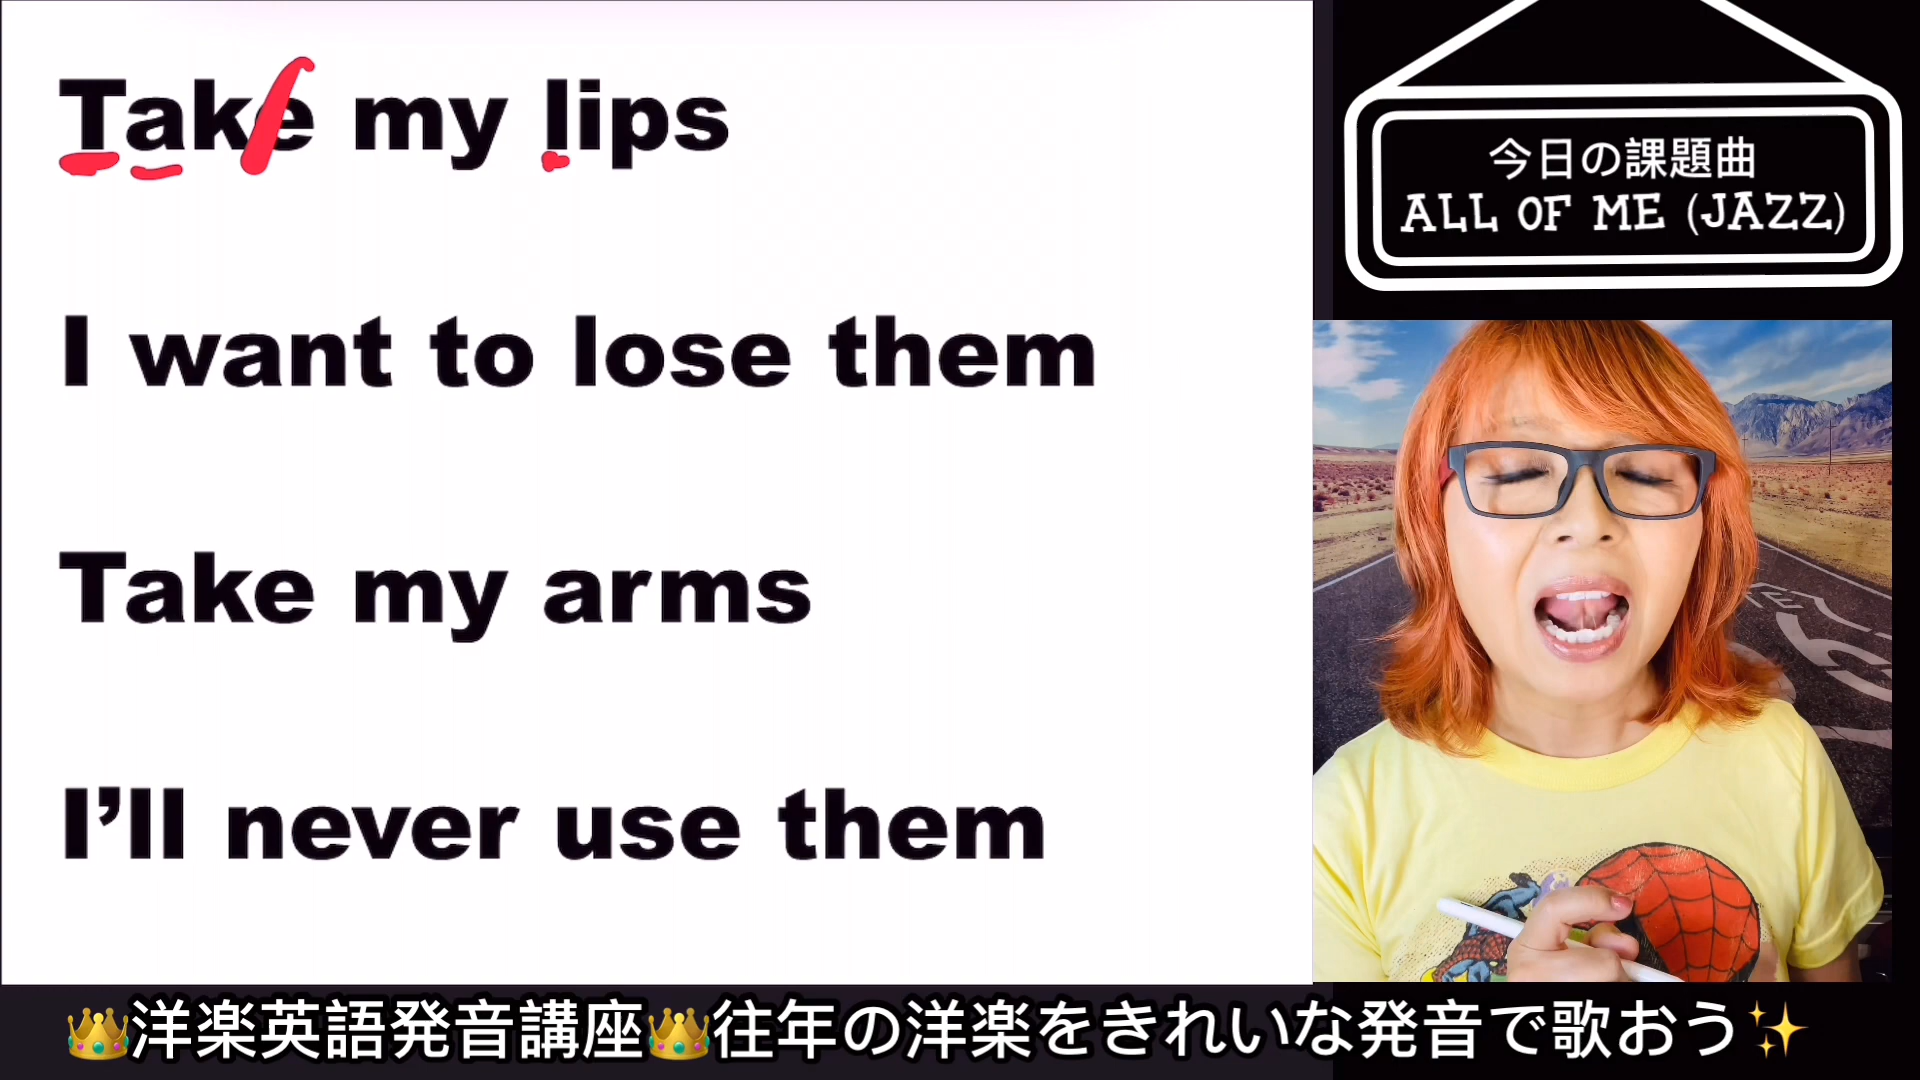 Take my lips
I want to lose them
Take my arms
I’ll never use them
今日の課題曲
ALL OF ME (JAZZ)
👑洋楽英語発音講座👑往年の洋楽をきれいな発音で歌おう✨